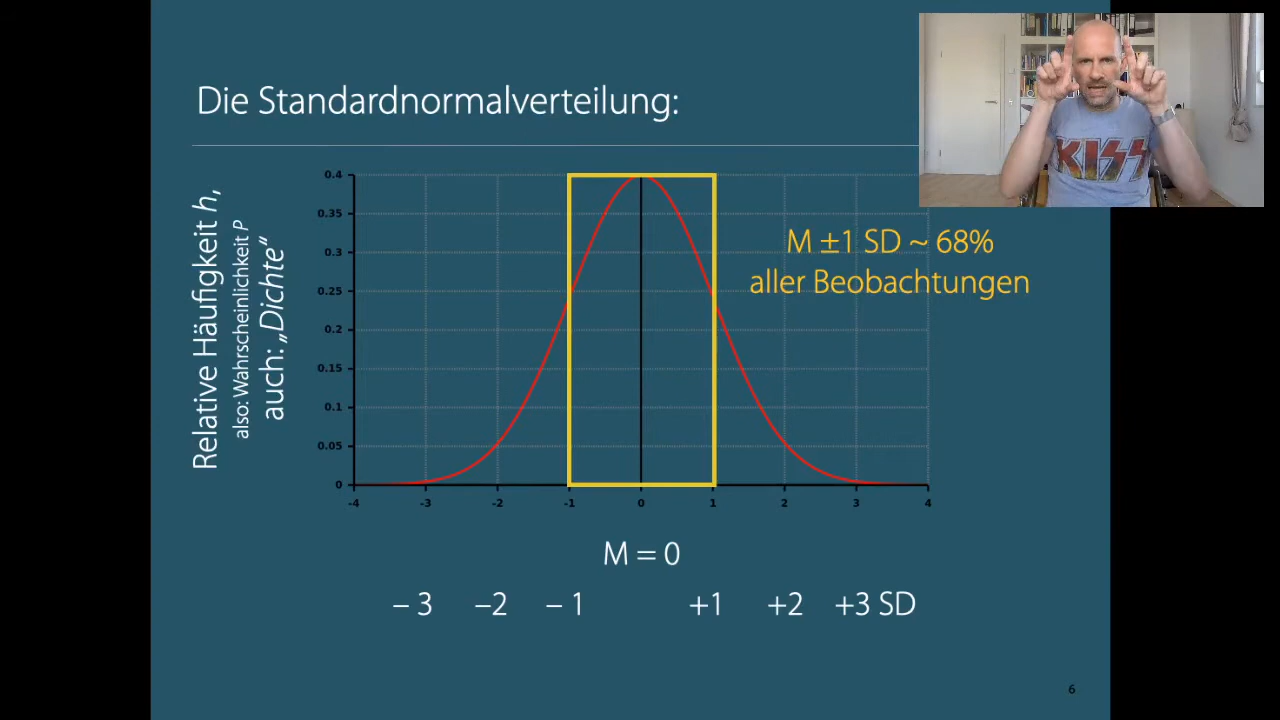 Die Standardnormalverteilung:
KISS
Relative Häufigkeit h,
also: Wahrscheinlichkeit P
auch: „Dichte“
0.4
0.35
0.3
0.25
0.2
0.15
0.1
0.05
0
-4 -3 -2 -1 0 1 2 3 4
M ±1 SD ~ 68%
aller Beobachtungen
M = 0
– 3 –2 – 1 +1 +2 +3 SD
6